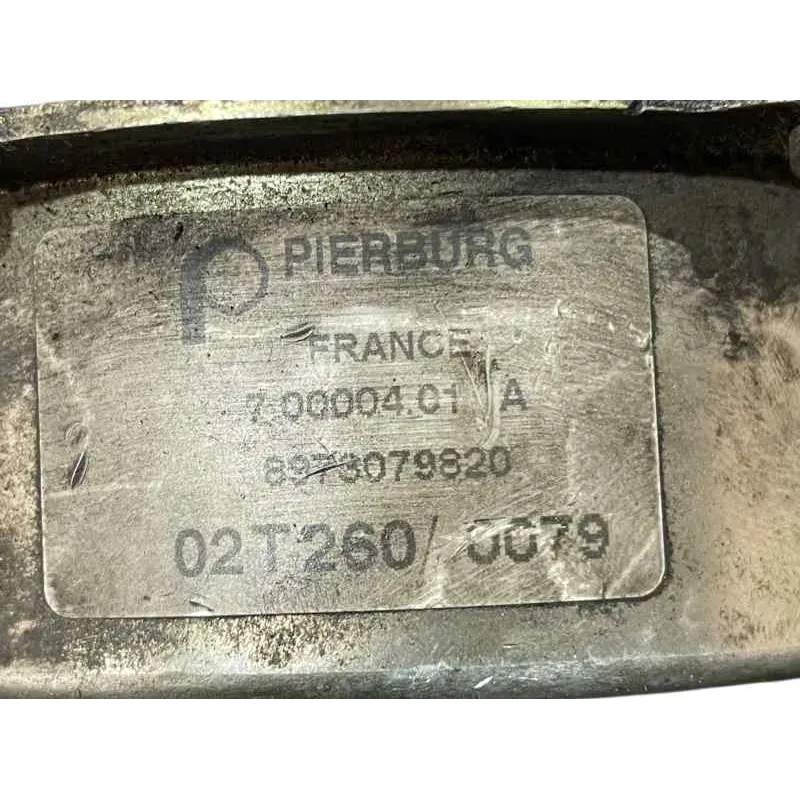 PIERBURG
FRANCE
7.00004.01 A
8973079820
02T260/ 0079